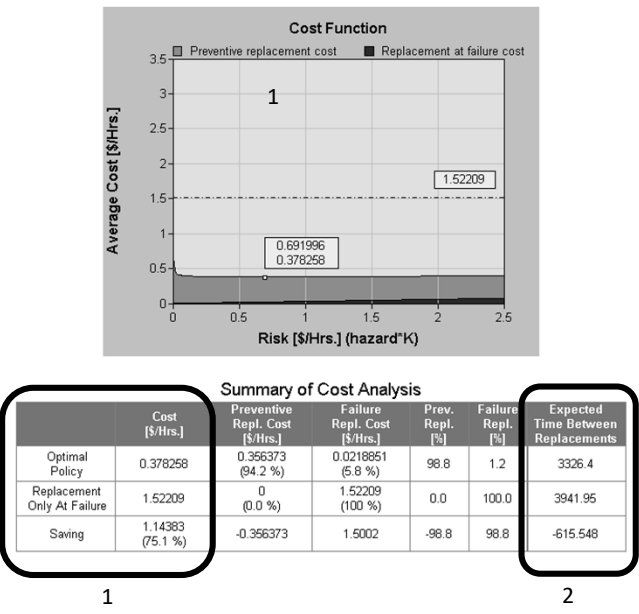 Cost Function
Preventive replacement cost Replacement at failure cost
3.5
3
2.5
2
1.5
1
0.5
0
Average Cost [$/Hrs.]
1
1.52209
0.691996
0.378258
0 0.5 1 1.5 2 2.5
Risk [$/Hrs.] (hazard*K)
Summary of Cost Analysis
Cost [$/Hrs.] Preventive Repl. Cost [$/Hrs.] Failure Repl. Cost [$/Hrs.] Prev. Repl. [%] Failure Repl. [%] Expected Time Between Replacements
Optimal Policy 0.378258 0.356373 (94.2 %) 0.0218851 (5.8 %) 98.8 1.2 3326.4
Replacement Only At Failure 1.52209 0 (0.0 %) 1.52209 (100 %) 0.0 100.0 3941.95
Saving 1.14383 (75.1 %) -0.356373 1.5002 -98.8 98.8 -615.548
1 2